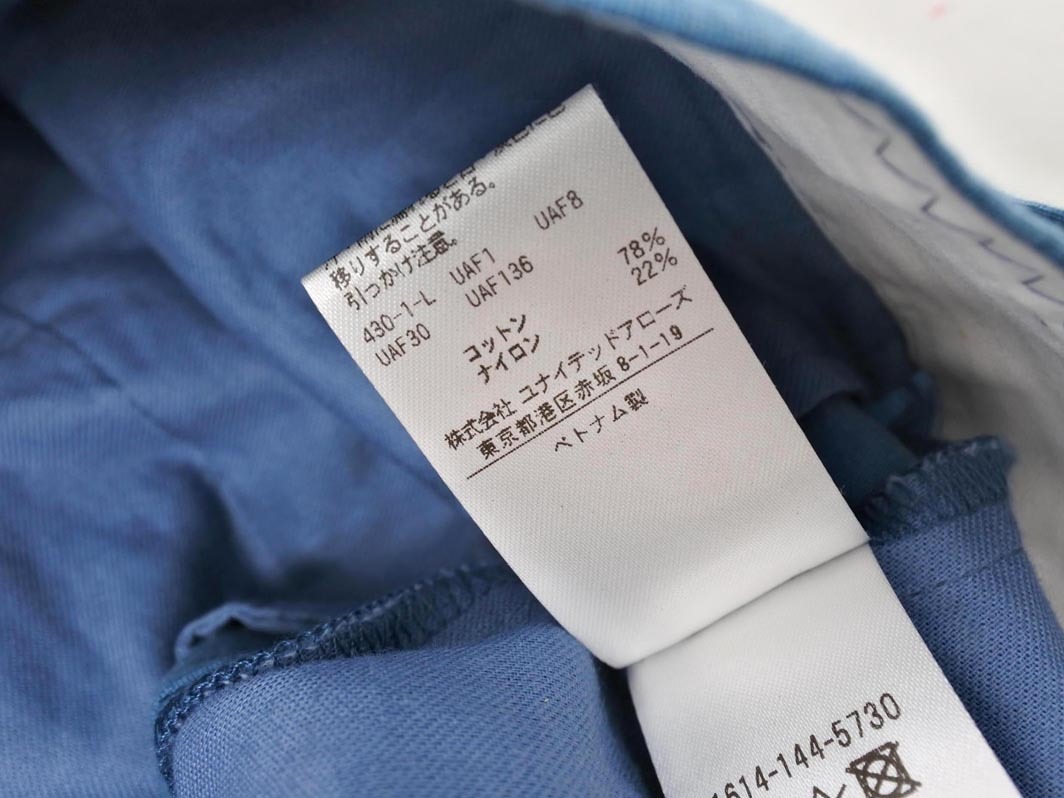 移りすることがある。
引っかけ注意。
430-1-L UAF1 UAF8
UAF30 UAF136
コットン 78%
ナイロン 22%
株式会社 ユナイテッドアローズ
東京都港区赤坂 8-1-19
ベトナム製
1614-144-5730